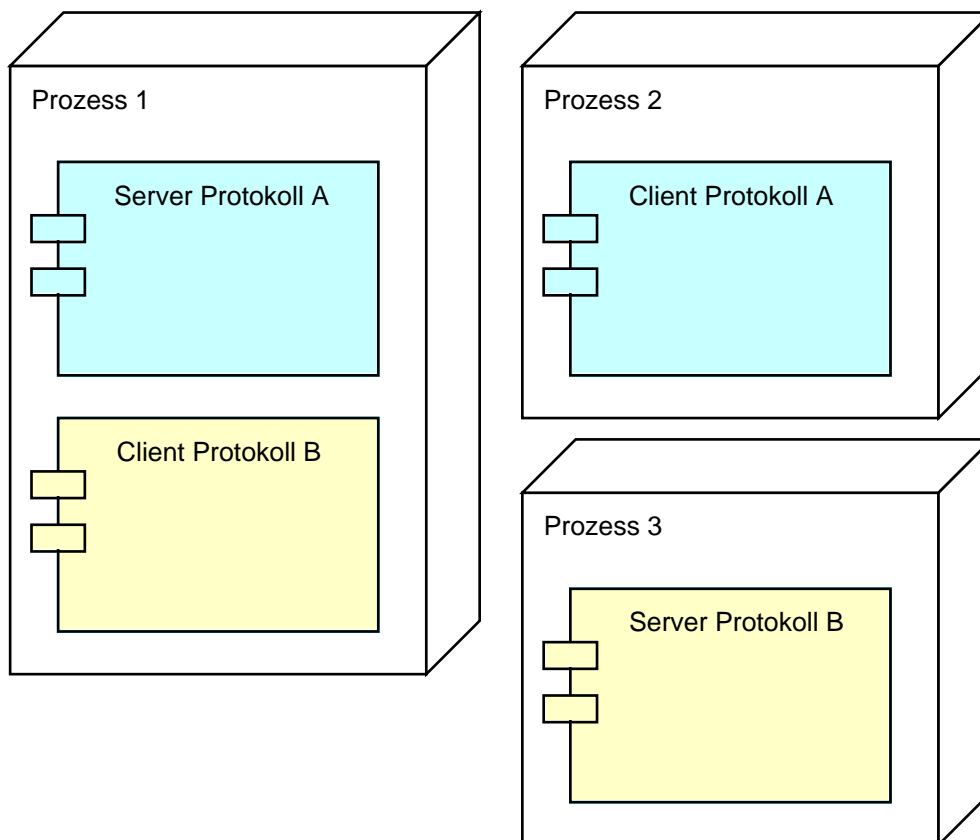 Prozess 1
Server Protokoll A
Client Protokoll B
Prozess 2
Client Protokoll A
Prozess 3
Server Protokoll B